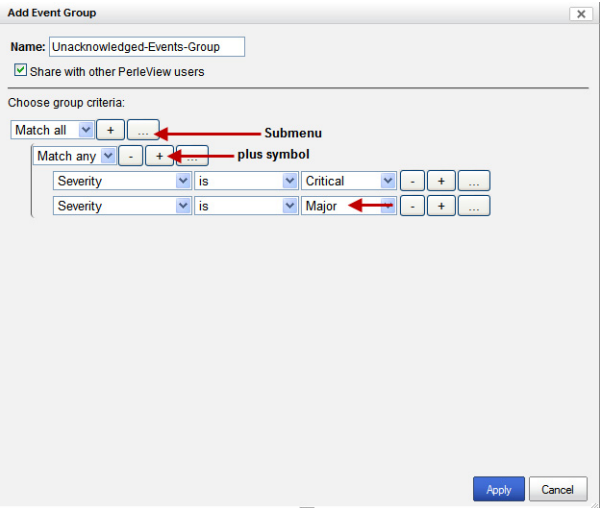 Add Event Group X
Name: Unacknowledged-Events-Group
Share with other PerleView users
Choose group criteria:
Match all + ... Submenu
Match any - + ... plus symbol
Severity is Critical - + ...
Severity is Major - + ...
Apply Cancel